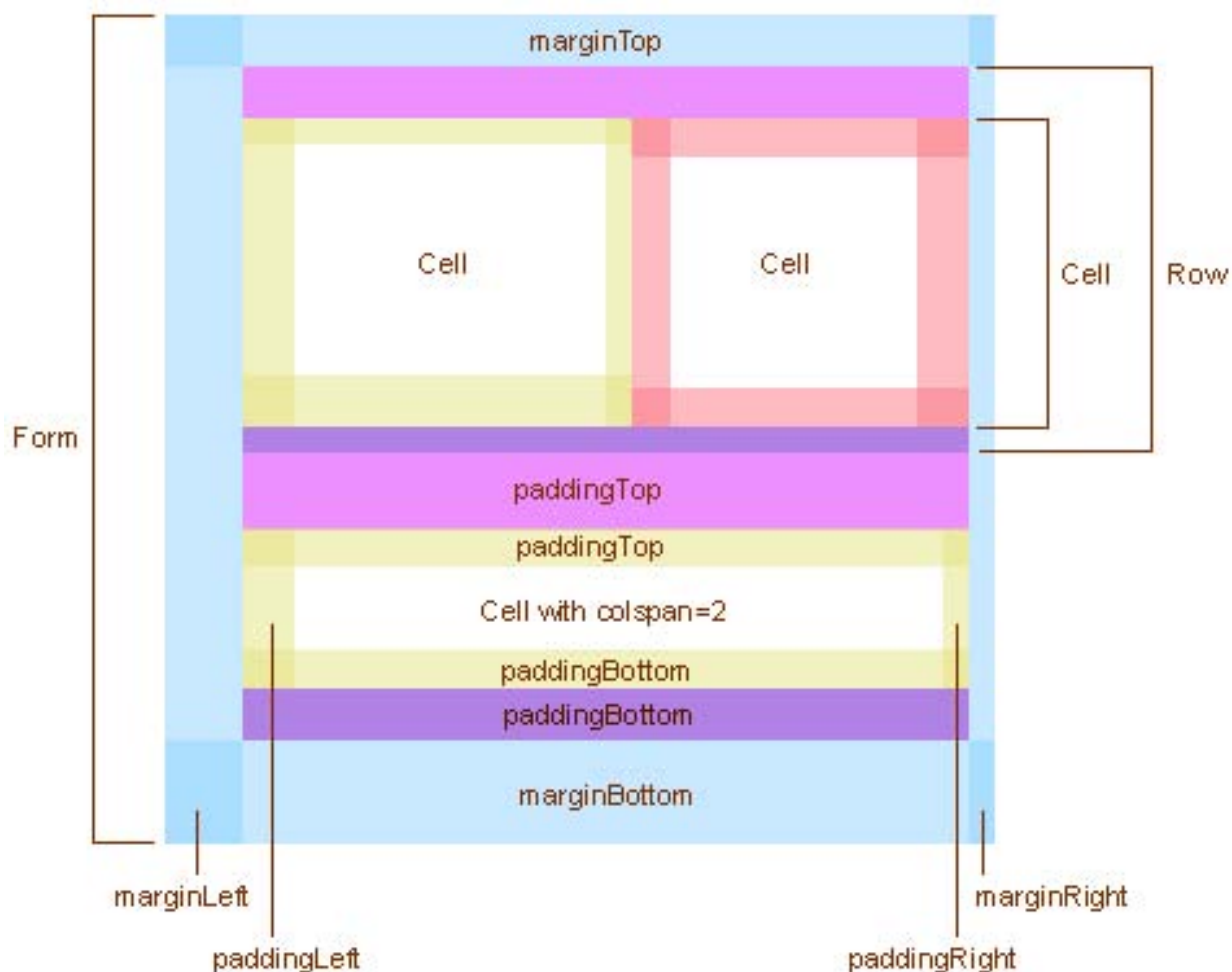 marginTop
Cell
Cell
Cell
Row
Form
paddingTop
paddingTop
Cell with colspan=2
paddingBottom
paddingBottom
marginBottom
marginLeft
marginRight
paddingLeft
paddingRight